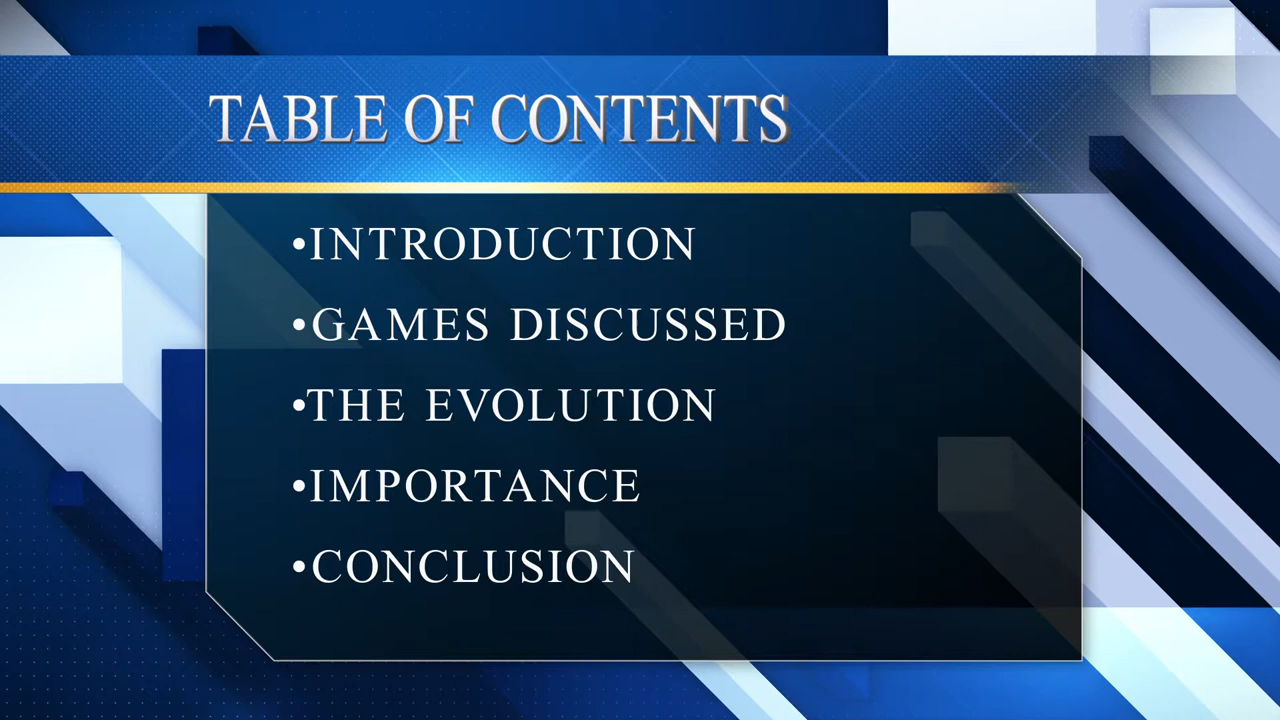 TABLE OF CONTENTS
•INTRODUCTION
•GAMES DISCUSSED
•THE EVOLUTION
•IMPORTANCE
•CONCLUSION